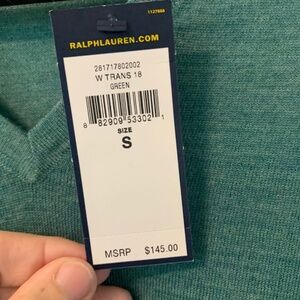 1127888
RALPHLAUREN.COM
281717802002
W TRANS 18
GREEN
8 82909 53302 1
SIZE
S
MSRP $145.00